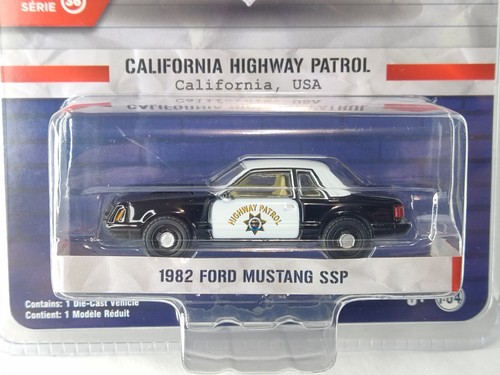 SÉRIE 36
CALIFORNIA HIGHWAY PATROL
California, USA
HIGHWAY PATROL
1982 FORD MUSTANG SSP
Contains: 1 Die-Cast Vehicle
Contient: 1 Modèle Réduit